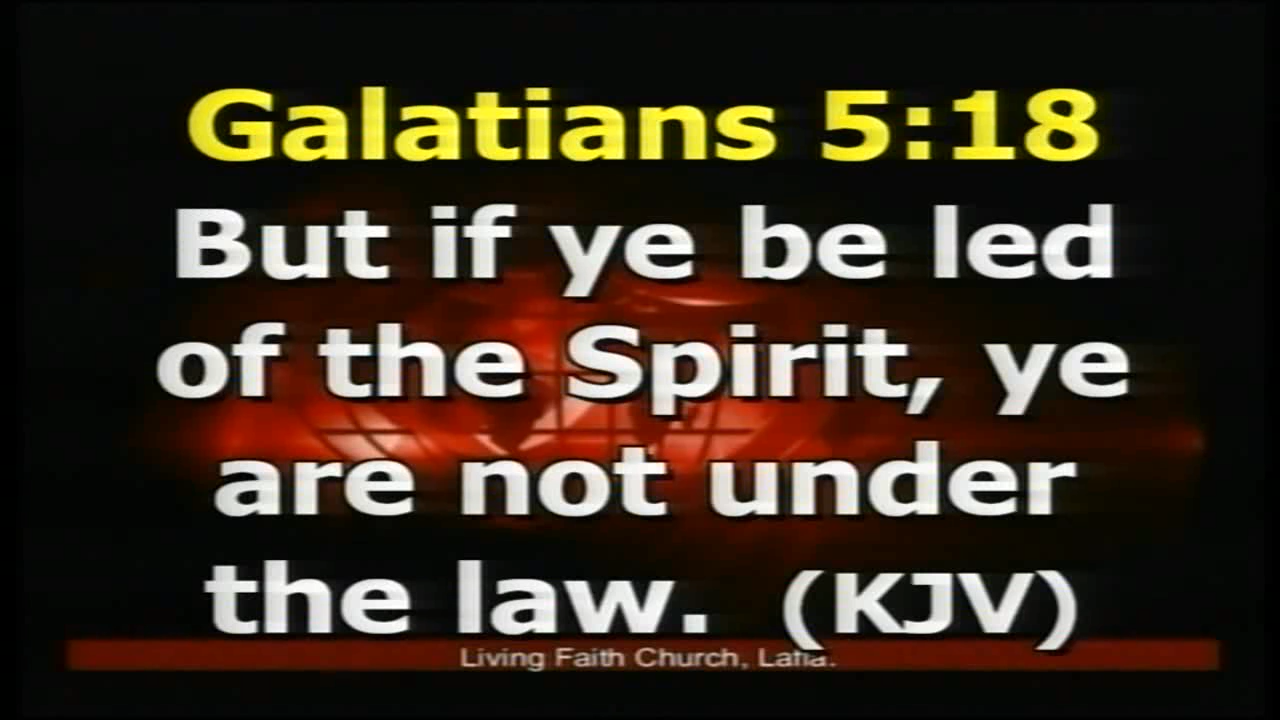 Galatians 5:18
But if ye be led
of the Spirit, ye
are not under
the law. (KJV)
Living Faith Church, Lafia.